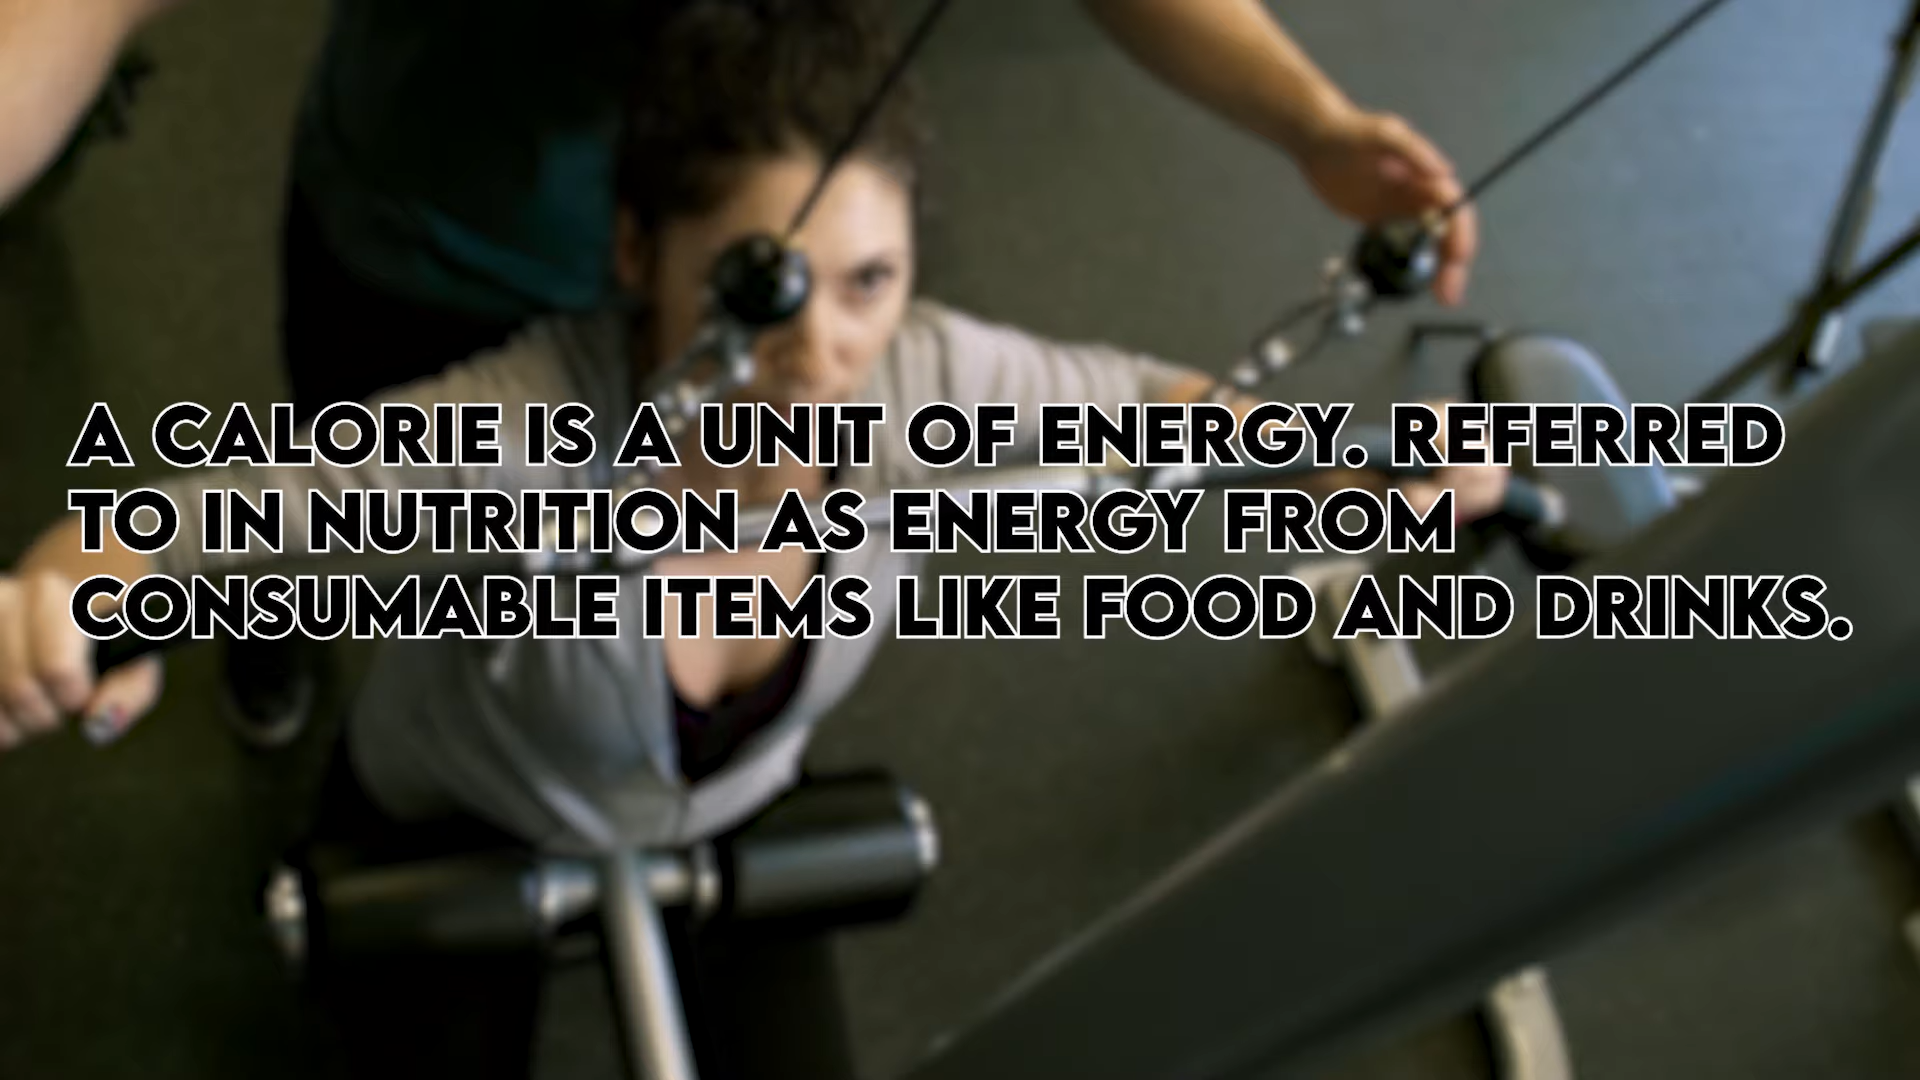 A CALORIE IS A UNIT OF ENERGY. REFERRED
TO IN NUTRITION AS ENERGY FROM
CONSUMABLE ITEMS LIKE FOOD AND DRINKS.